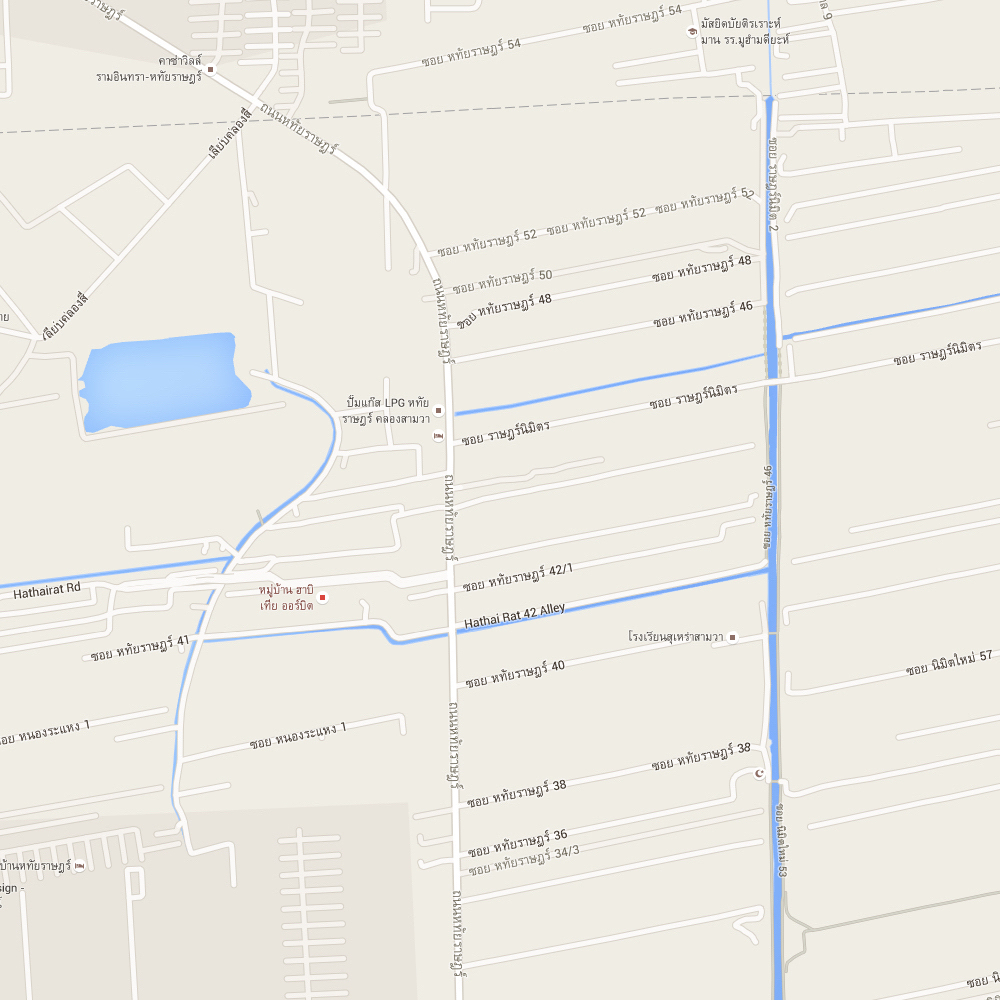 ซอย หทัยราษฎร์ 54
ซอย หทัยราษฎร์ 54
มัสยิดบัยติรเราะห์
มาน รร.มูฮำมดียะห์
คาซ่าวิลล์
รามอินทรา-หทัยราษฎร์
ถนนหทัยราษฎร์
เลียบคลองสี่
ซอย ราษฎร์นิมิต 2
ซอย หทัยราษฎร์ 52
ซอย หทัยราษฎร์ 52
ซอย หทัยราษฎร์ 52
ซอย หทัยราษฎร์ 50
ซอย หทัยราษฎร์ 48
ซอย หทัยราษฎร์ 48
ซอย หทัยราษฎร์ 46
ถนนหทัยราษฎร์
เลียบคลองสี่
ซอย ราษฎร์นิมิตร
ซอย ราษฎร์นิมิตร
ซอย ราษฎร์นิมิตร
ปั๊มแก๊ส LPG หทัย
ราษฎร์ คลองสามวา
ซอย หทัยราษฎร์ 46
ถนนหทัยราษฎร์
ซอย หทัยราษฎร์ 42/1
Hathairat Rd
หมู่บ้าน ฮาบิ
เทีย ออร์บิต
Hathai Rat 42 Alley
โรงเรียนสุเหร่าสามวา
ซอย หทัยราษฎร์ 41
ซอย หทัยราษฎร์ 40
ซอย นิมิตใหม่ 57
ซอย หนองระแหง 1
ซอย หนองระแหง 1
ถนนหทัยราษฎร์
ซอย หทัยราษฎร์ 38
ซอย หทัยราษฎร์ 38
ซอย หทัยราษฎร์ 36
ซอย หทัยราษฎร์ 34/3
ซอย นิมิตใหม่ 53
บ้านหทัยราษฎร์
sign -
ถนนหทัยราษฎร์